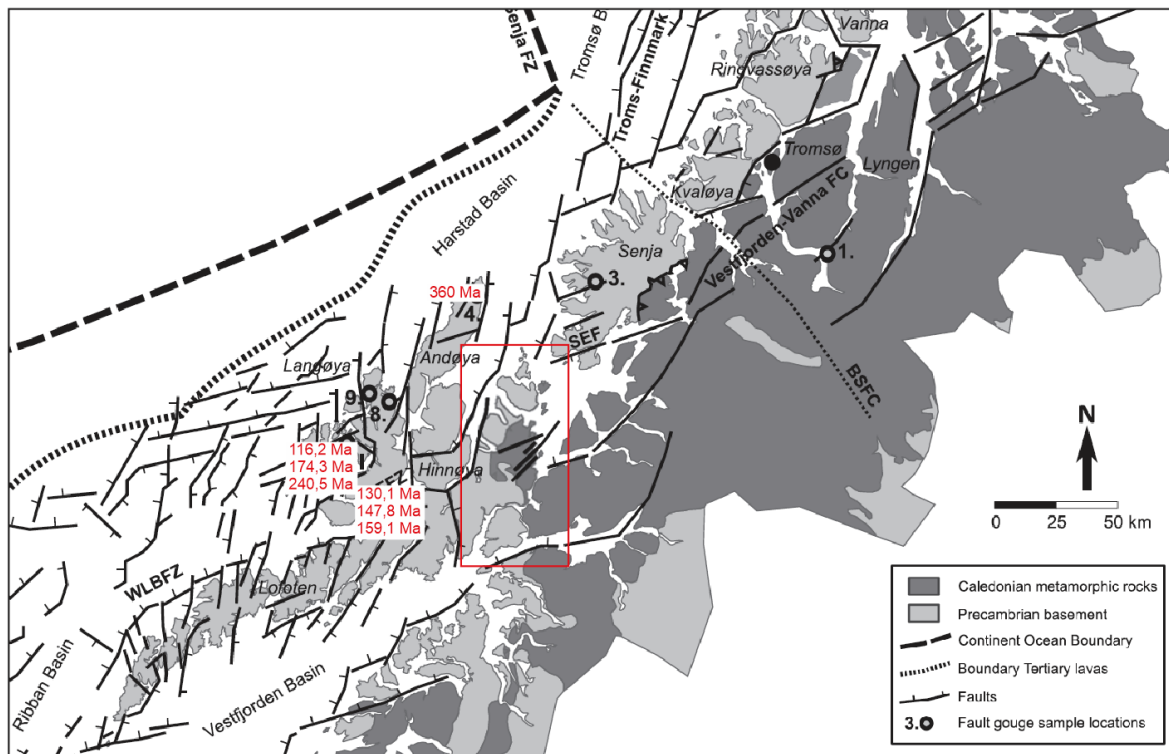 Senja FZ
Tromsø B
Troms-Finnmark
Vanna
Ringvassøya
Tromsø
Lyngen
Kvaløya
Harstad Basin
Senja
Vestfjorden-Vanna FC
1.
3.
360 Ma
4.
SEF
Andøya
Langøya
BSFC
9.
8.
N
116,2 Ma
174,3 Ma
240,5 Ma
Hinnøya
FZ
130,1 Ma
147,8 Ma
159,1 Ma
0 25 50 km
WLBFZ
Lofoten
Ribban Basin
Vestfjorden Basin
Caledonian metamorphic rocks
Precambrian basement
Continent Ocean Boundary
Boundary Tertiary lavas
Faults
3. Fault gouge sample locations